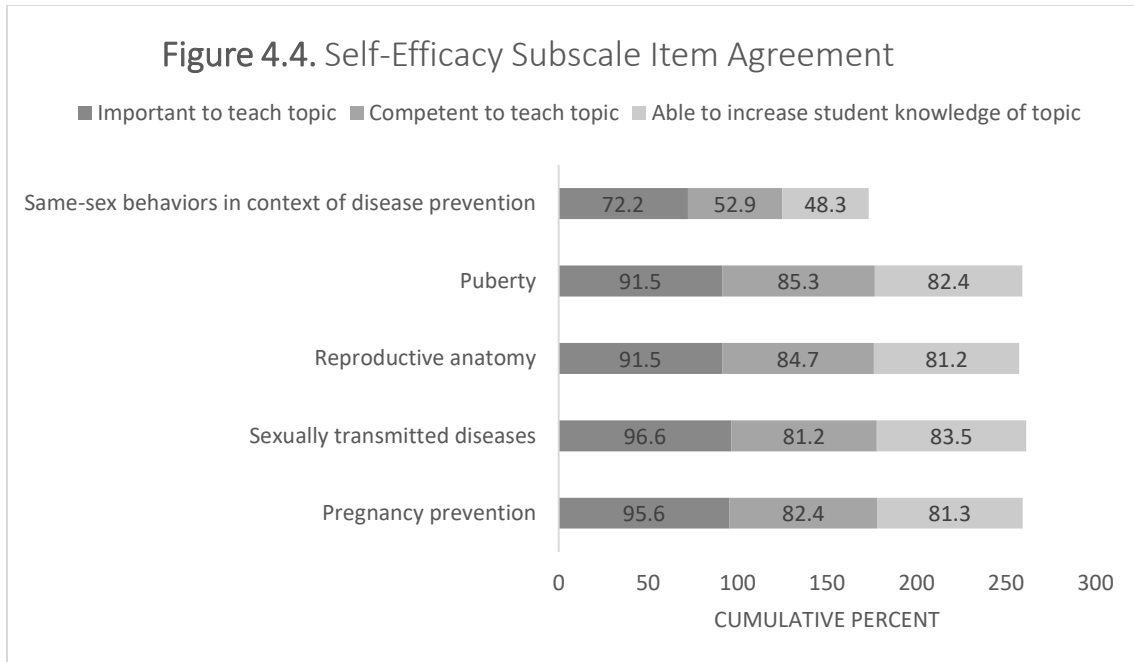 Figure 4.4. Self-Efficacy Subscale Item Agreement
Important to teach topic Competent to teach topic Able to increase student knowledge of topic
Same-sex behaviors in context of disease prevention 72.2 52.9 48.3
Puberty 91.5 85.3 82.4
Reproductive anatomy 91.5 84.7 81.2
Sexually transmitted diseases 96.6 81.2 83.5
Pregnancy prevention 95.6 82.4 81.3
0 50 100 150 200 250 300
CUMULATIVE PERCENT